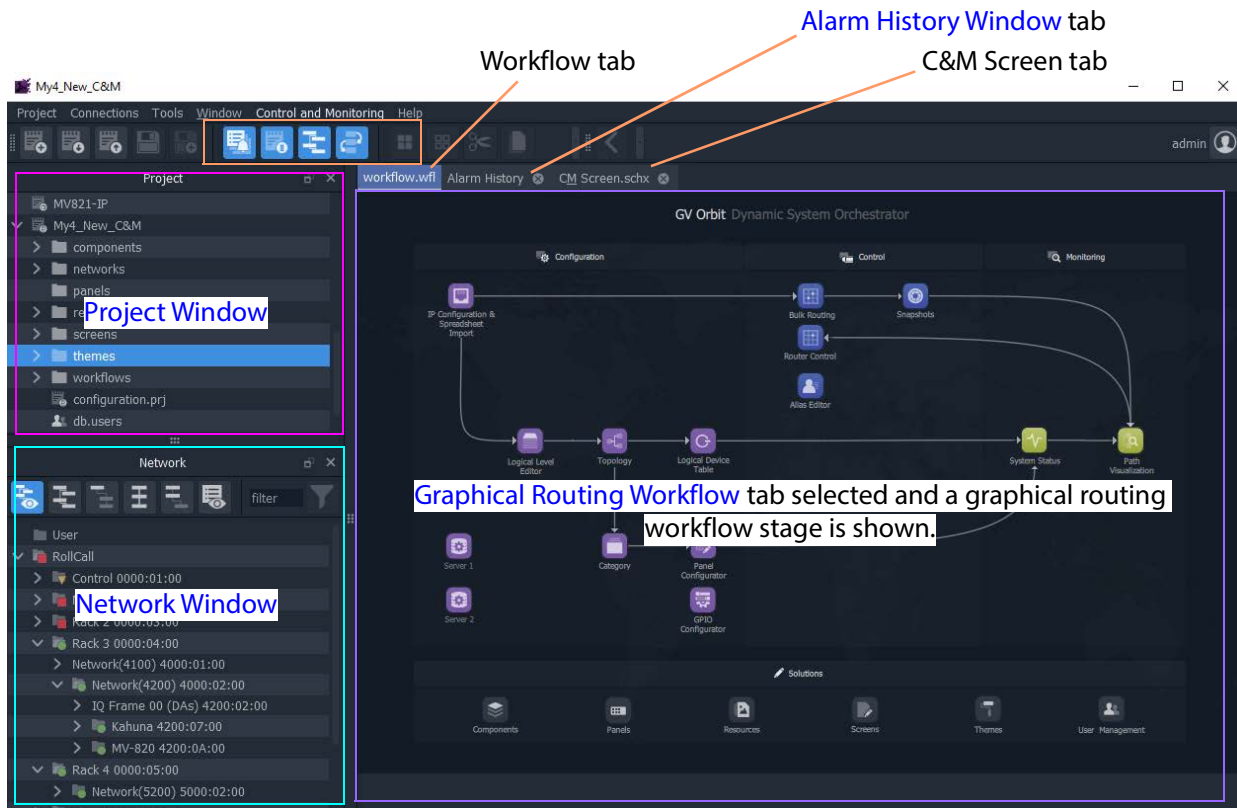 Alarm History Window tab
Workflow tab
C&M Screen tab
My4_New_C&M
Project Connections Tools Window Control and Monitoring Help
admin
Project
workflow.wfl
Alarm History
CM Screen.schx
MV821-IP
My4_New_C&M
components
networks
panels
re
Project Window
screens
themes
workflows
configuration.prj
db.users
Network
filter
User
RollCall
Control 0000:01:00
Network Window
Rack 2 0000:03:00
Rack 3 0000:04:00
Network(4100) 4000:01:00
Network(4200) 4000:02:00
IQ Frame 00 (DAs) 4200:02:00
Kahuna 4200:07:00
MV-820 4200:0A:00
Rack 4 0000:05:00
Network(5200) 5000:02:00
GV Orbit Dynamic System Orchestrator
Configuration
Control
Monitoring
IP Configuration &
Spreadsheet
Import
Bulk Routing
Snapshots
Router Control
Alias Editor
Logical Level
Editor
Topology
Logical Device
Table
System Status
Path
Visualization
Graphical Routing Workflow tab selected and a graphical routing
workflow stage is shown.
Server 1
Category
Panel
Configurator
Server 2
GPIO
Configurator
Solutions
Components
Panels
Resources
Screens
Themes
User Management